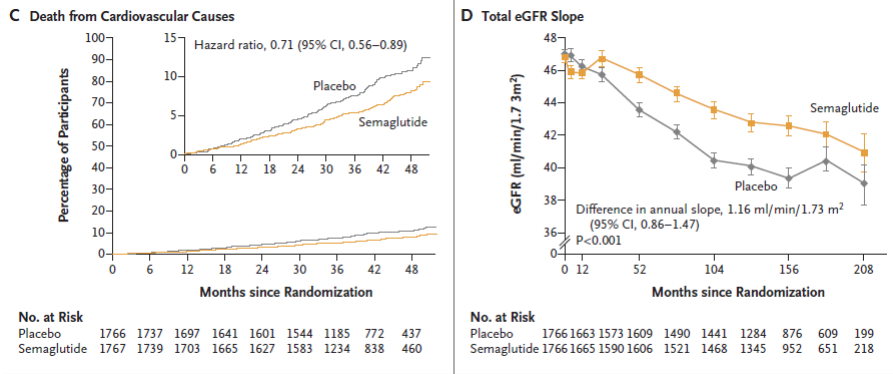 C Death from Cardiovascular Causes
Percentage of Participants
100
90
80
70
60
50
40
30
20
10
0
15
10
5
0
Hazard ratio, 0.71 (95% CI, 0.56–0.89)
Placebo
Semaglutide
0 6 12 18 24 30 36 42 48
0 6 12 18 24 30 36 42 48
Months since Randomization
No. at Risk
Placebo 1766 1737 1697 1641 1601 1544 1185 772 437
Semaglutide 1767 1739 1703 1665 1627 1583 1234 838 460
D Total eGFR Slope
eGFR (ml/min/1.7 3m²)
48
46
44
42
40
38
36
0
Semaglutide
Placebo
Difference in annual slope, 1.16 ml/min/1.73 m²
(95% CI, 0.86–1.47)
P<0.001
0 12 52 104 156 208
Months since Randomization
No. at Risk
Placebo 1766 1663 1573 1609 1490 1441 1284 876 609 199
Semaglutide 1766 1665 1590 1606 1521 1468 1345 952 651 218